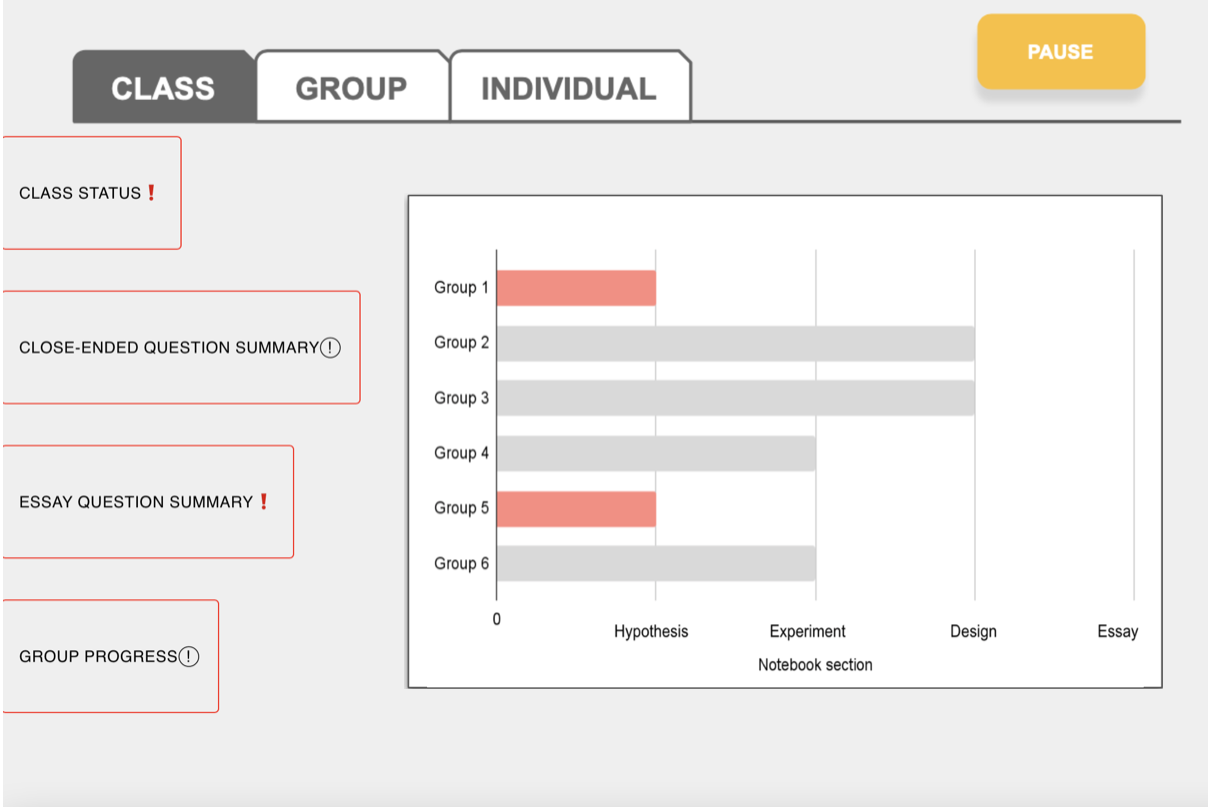 PAUSE
CLASS
GROUP
INDIVIDUAL
CLASS STATUS❗
CLOSE-ENDED QUESTION SUMMARY!
ESSAY QUESTION SUMMARY❗
GROUP PROGRESS!
Group 1
Group 2
Group 3
Group 4
Group 5
Group 6
0
Hypothesis
Experiment
Design
Essay
Notebook section